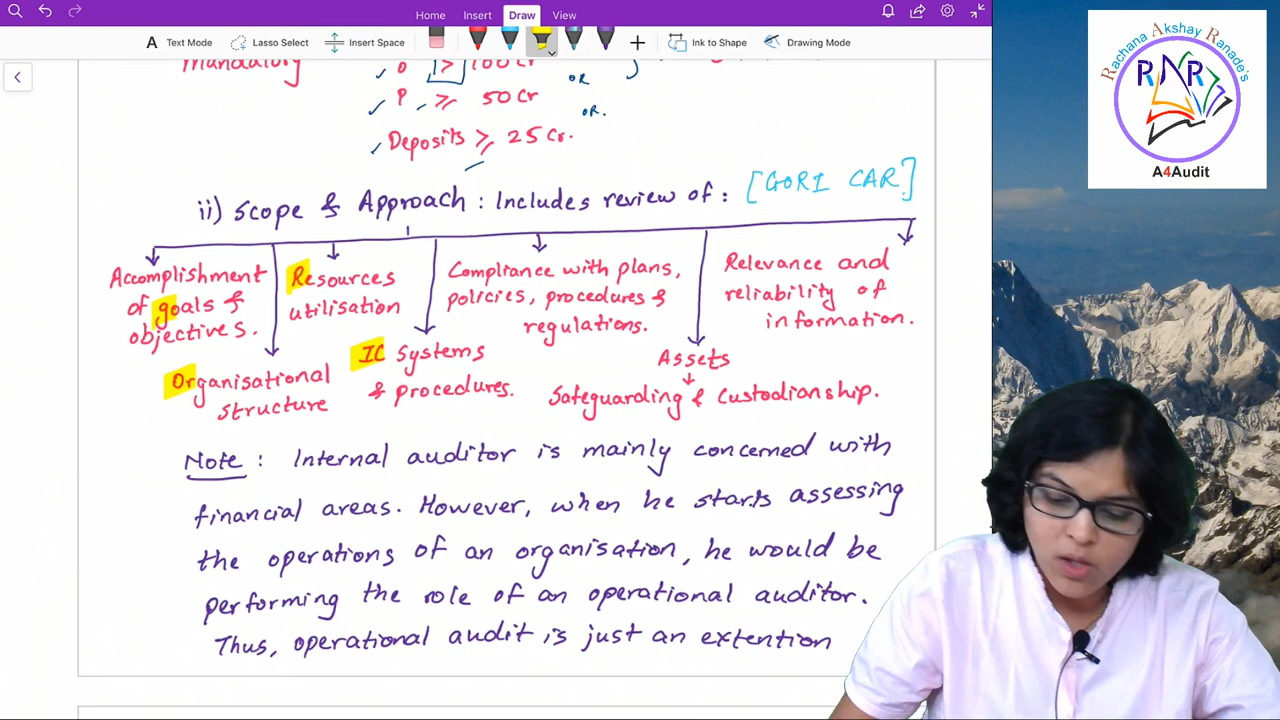 Home Insert Draw View
Text Mode Lasso Select Insert Space Ink to Shape Drawing Mode
Mandatory
> 100 Cr
OR
P ≥ 50 Cr
OR.
Deposits ≥ 25 Cr.
ii) Scope & Approach : Includes review of : [GORI CAR]
Accomplishment
of goals &
objectives.
Organisational
structure
Resources
utilisation
IC Systems
& procedures.
Compliance with plans,
policies, procedures &
regulations.
Assets
Safeguarding & Custodianship.
Relevance and
reliability of
information.
Note : Internal auditor is mainly concerned with
financial areas. However, when he starts assessing
the operations of an organisation, he would be
performing the role of an operational auditor.
Thus, operational audit is just an extention
Rachana Akshay Ranade's
RAR
A4Audit